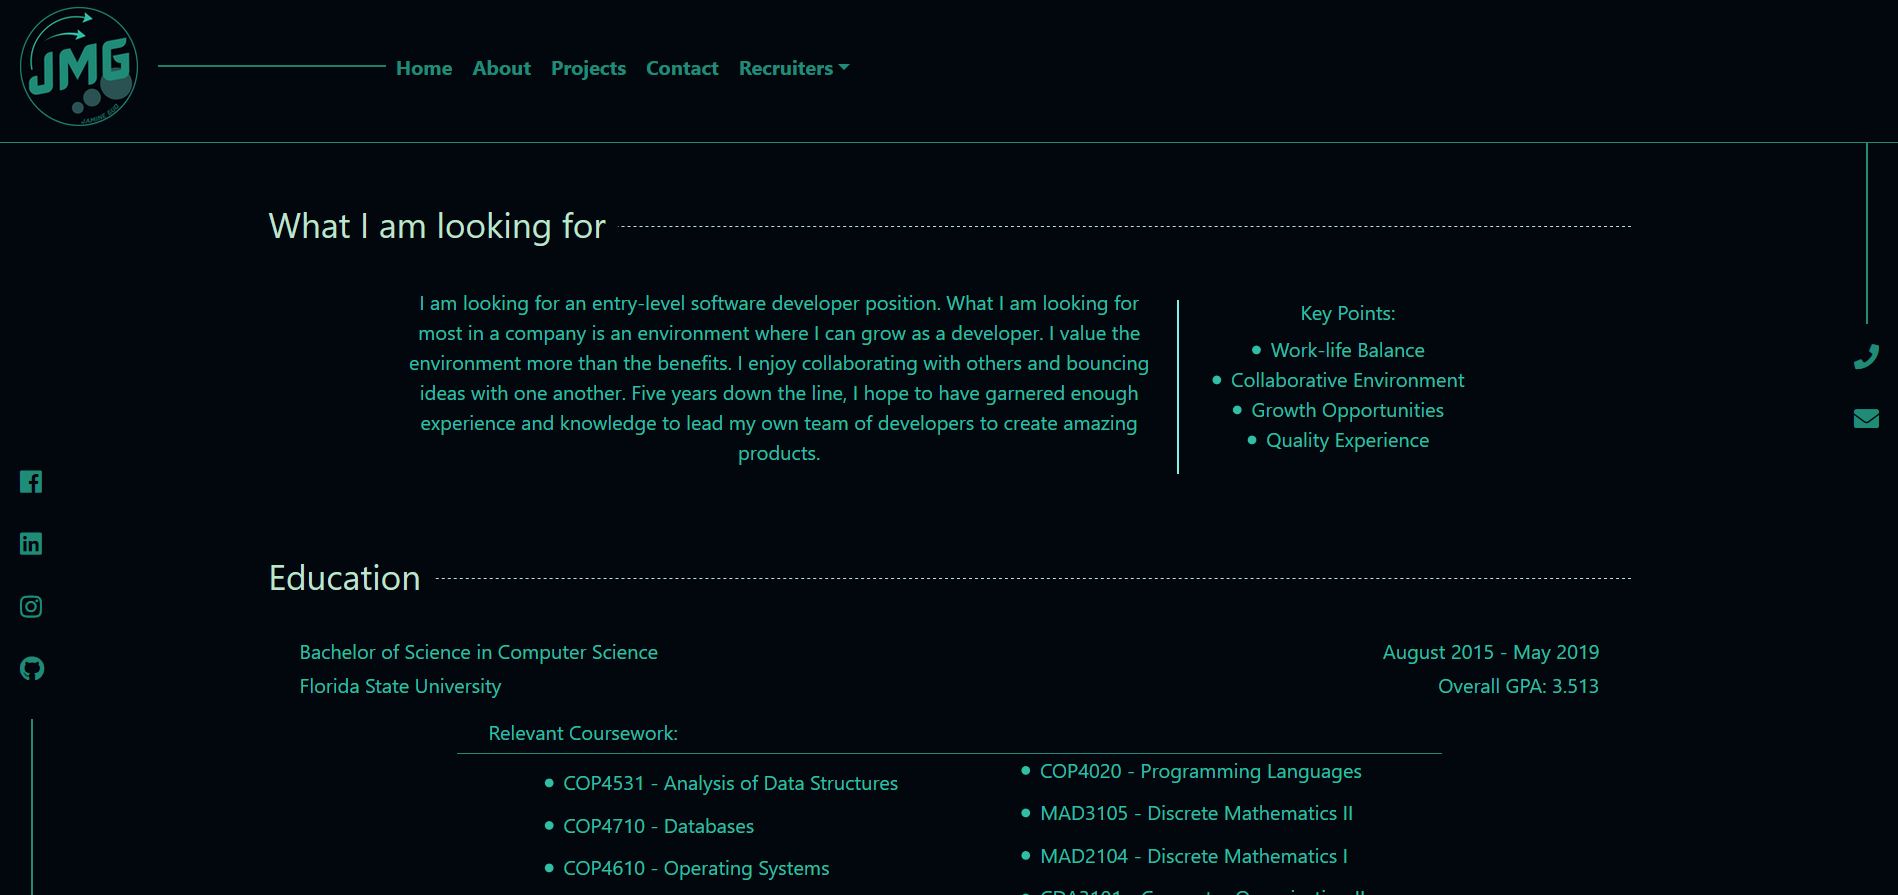 JMG
Home About Projects Contact Recruiters
What I am looking for
I am looking for an entry-level software developer position. What I am looking for
most in a company is an environment where I can grow as a developer. I value the
environment more than the benefits. I enjoy collaborating with others and bouncing
ideas with one another. Five years down the line, I hope to have garnered enough
experience and knowledge to lead my own team of developers to create amazing
products.
Key Points:
Work-life Balance
Collaborative Environment
Growth Opportunities
Quality Experience
Education
Bachelor of Science in Computer Science
August 2015 - May 2019
Florida State University
Overall GPA: 3.513
Relevant Coursework:
COP4531 - Analysis of Data Structures
COP4710 - Databases
COP4610 - Operating Systems
COP4020 - Programming Languages
MAD3105 - Discrete Mathematics II
MAD2104 - Discrete Mathematics I